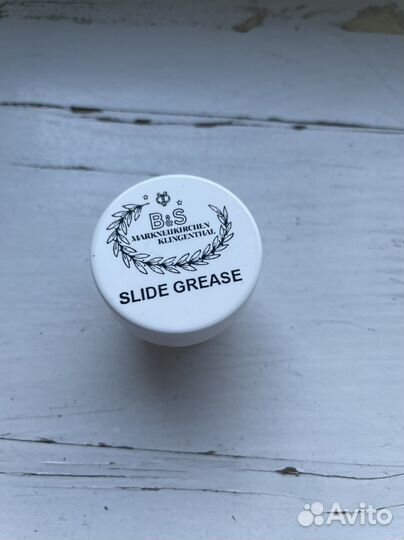 B&S
MARKNEUKIRCHEN
KLINGENTHAL
SLIDE GREASE
Avito